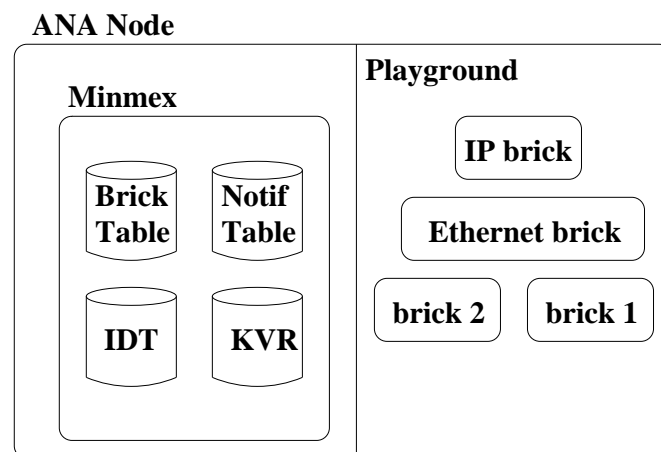 ANA Node
Minmex
Brick
Table
Notif
Table
IDT
KVR
Playground
IP brick
Ethernet brick
brick 2
brick 1